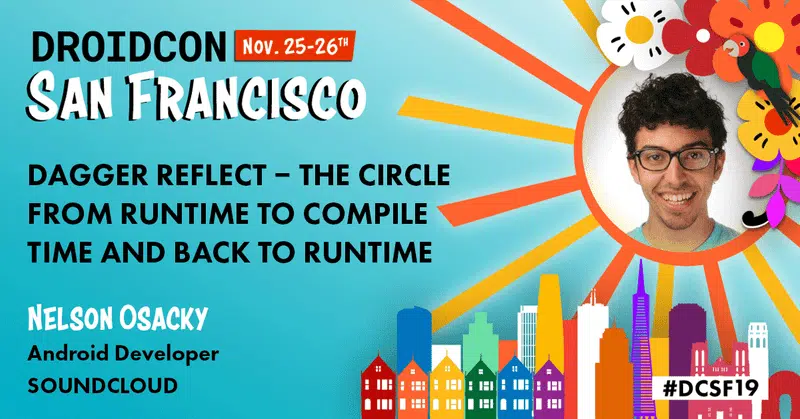 DROIDCON Nov. 25-26TH
SAN FRANCISCO
DAGGER REFLECT – THE CIRCLE
FROM RUNTIME TO COMPILE
TIME AND BACK TO RUNTIME
NELSON OSACKY
Android Developer
SOUNDCLOUD
#DCSF19